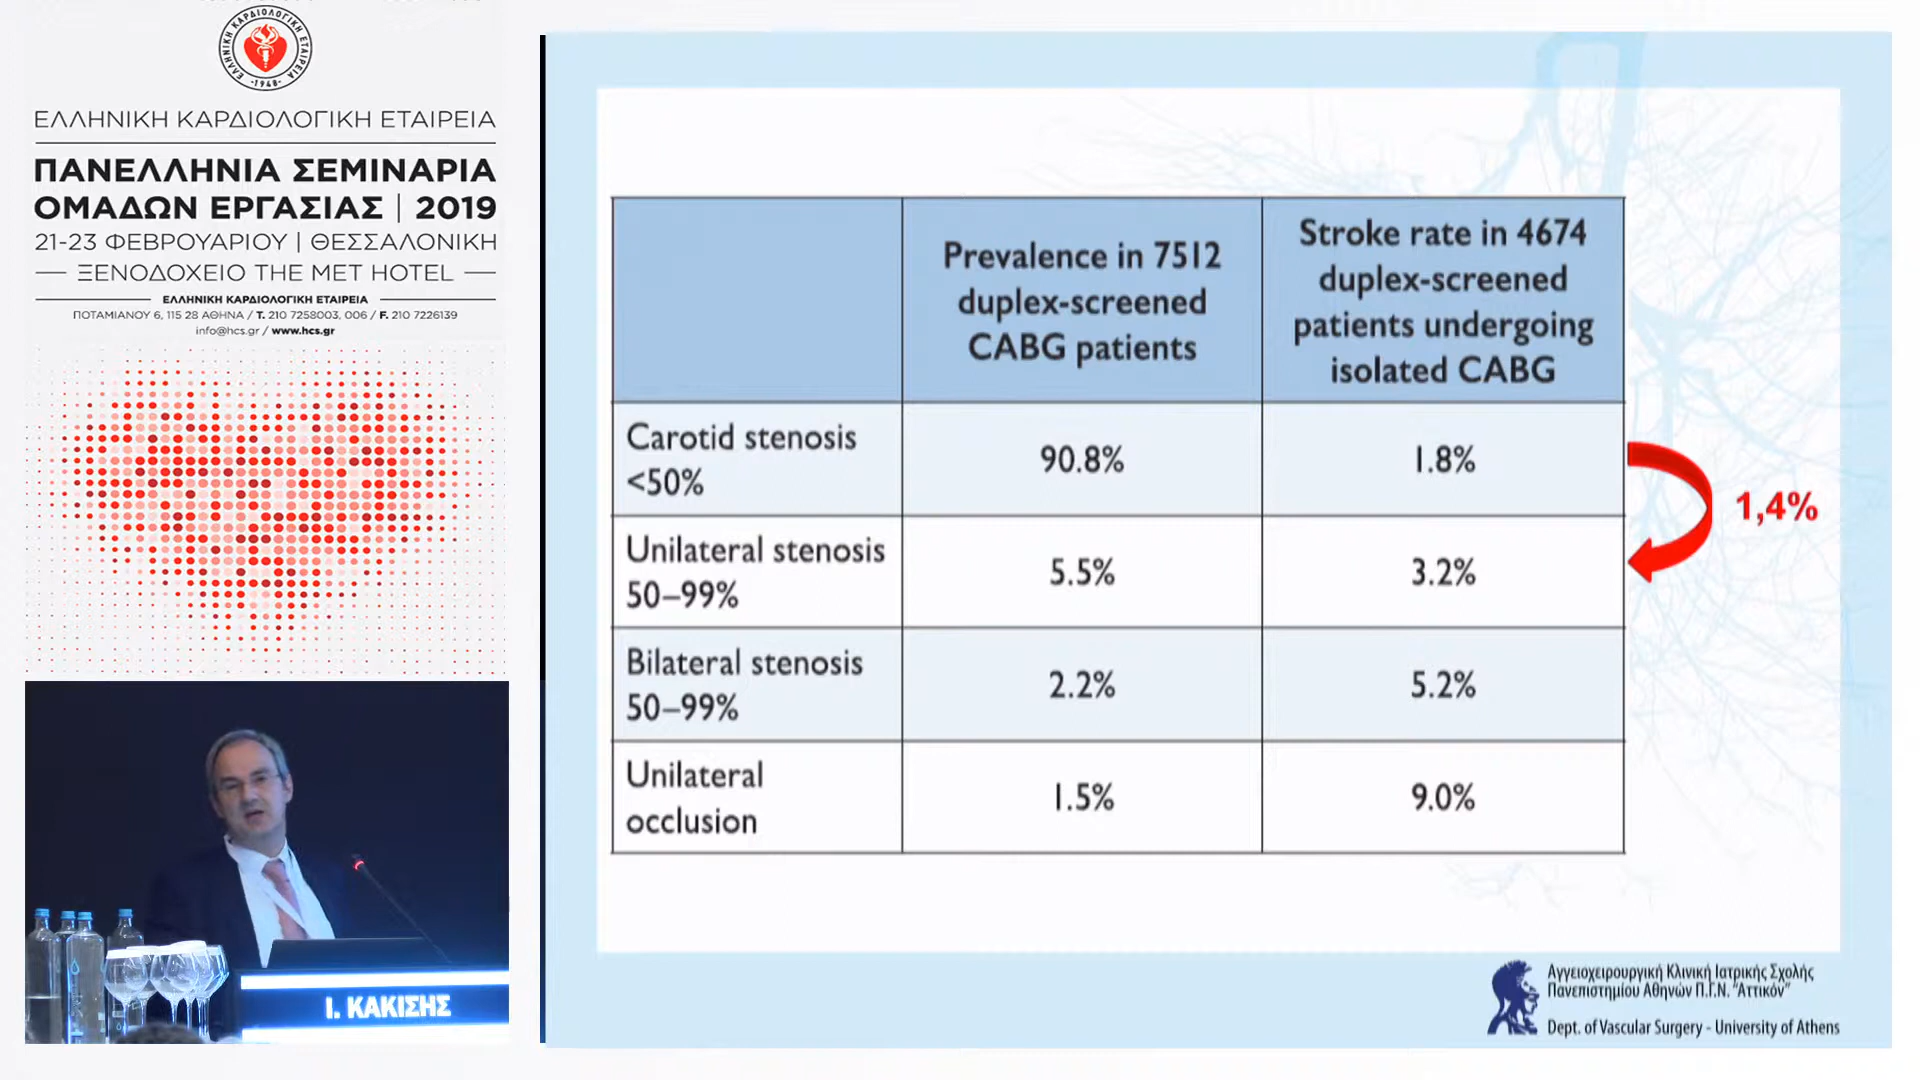 ΕΛΛΗΝΙΚΗ ΚΑΡΔΙΟΛΟΓΙΚΗ ΕΤΑΙΡΕΙΑ
·1948·
ΕΛΛΗΝΙΚΗ ΚΑΡΔΙΟΛΟΓΙΚΗ ΕΤΑΙΡΕΙΑ
ΠΑΝΕΛΛΗΝΙΑ ΣΕΜΙΝΑΡΙΑ
ΟΜΑΔΩΝ ΕΡΓΑΣΙΑΣ | 2019
21-23 ΦΕΒΡΟΥΑΡΙΟΥ | ΘΕΣΣΑΛΟΝΙΚΗ
ΞΕΝΟΔΟΧΕΙΟ THE MET HOTEL
ΕΛΛΗΝΙΚΗ ΚΑΡΔΙΟΛΟΓΙΚΗ ΕΤΑΙΡΕΙΑ
ΠΟΤΑΜΙΑΝΟΥ 6, 115 28 ΑΘΗΝΑ / Τ. 210 7258003, 006 / F. 210 7226139
info@hcs.gr / www.hcs.gr
Ι. ΚΑΚΙΣΗΣ
Prevalence in 7512
duplex-screened
CABG patients
Stroke rate in 4674
duplex-screened
patients undergoing
isolated CABG
Carotid stenosis
<50%
90.8%
1.8%
Unilateral stenosis
50–99%
5.5%
3.2%
1,4%
Bilateral stenosis
50–99%
2.2%
5.2%
Unilateral
occlusion
1.5%
9.0%
Αγγειοχειρουργική Κλινική Ιατρικής Σχολής
Πανεπιστημίου Αθηνών Π.Γ.Ν. "Αττικόν"
Dept. of Vascular Surgery - University of Athens